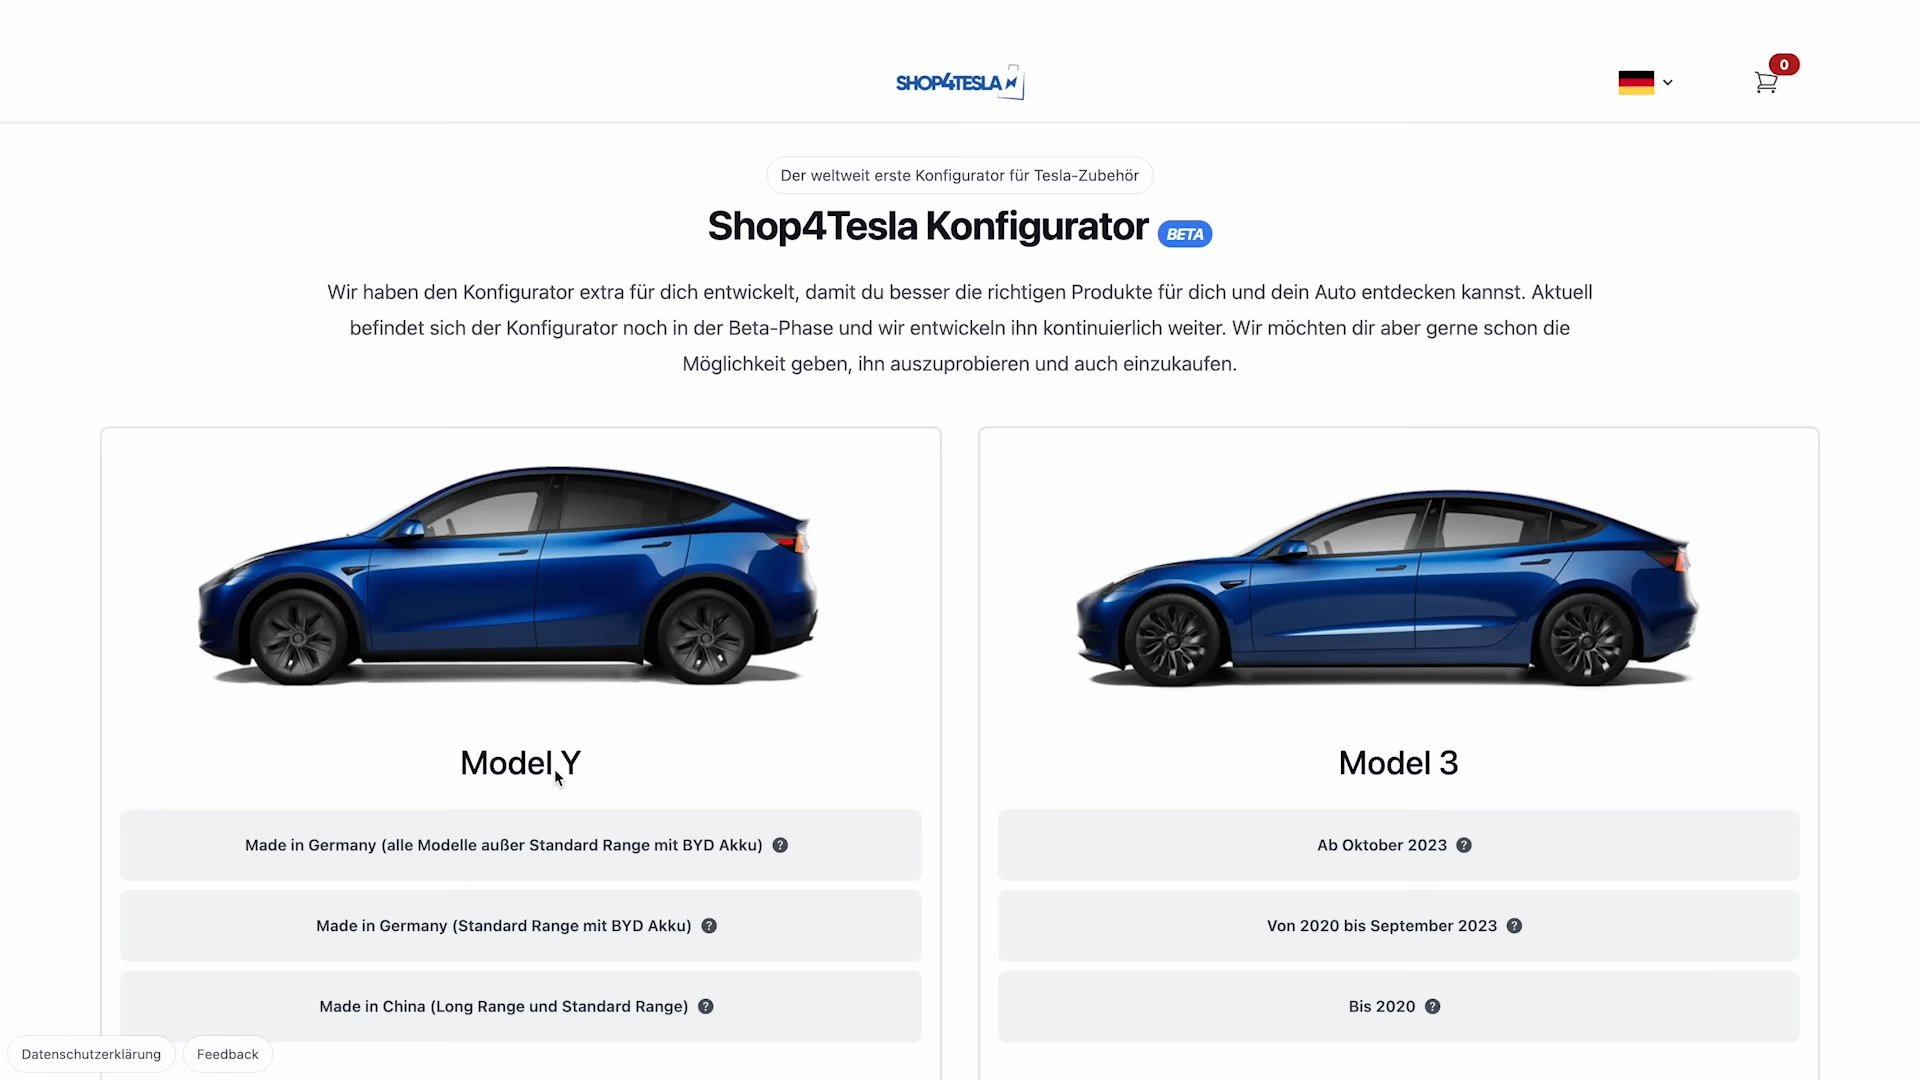 SHOP4TESLA
0
Der weltweit erste Konfigurator für Tesla-Zubehör
Shop4Tesla Konfigurator BETA
Wir haben den Konfigurator extra für dich entwickelt, damit du besser die richtigen Produkte für dich und dein Auto entdecken kannst. Aktuell
befindet sich der Konfigurator noch in der Beta-Phase und wir entwickeln ihn kontinuierlich weiter. Wir möchten dir aber gerne schon die
Möglichkeit geben, ihn auszuprobieren und auch einzukaufen.
Model Y
Made in Germany (alle Modelle außer Standard Range mit BYD Akku) ?
Made in Germany (Standard Range mit BYD Akku) ?
Made in China (Long Range und Standard Range) ?
Model 3
Ab Oktober 2023 ?
Von 2020 bis September 2023 ?
Bis 2020 ?
Datenschutzerklärung
Feedback